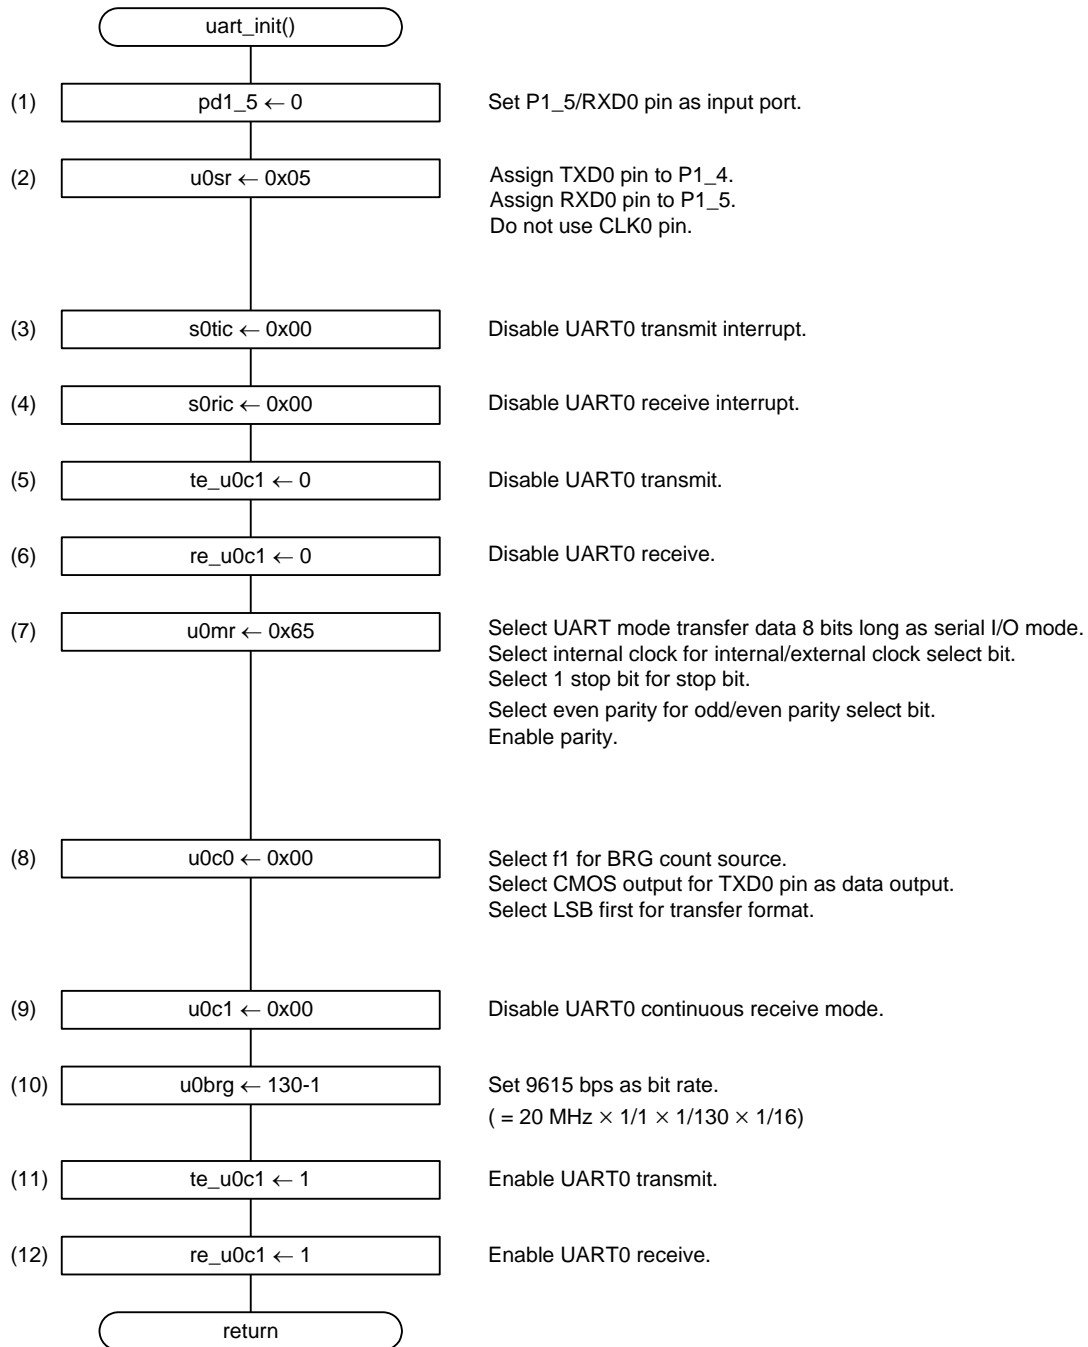 uart_init()
(1) pd1_5 ← 0 Set P1_5/RXD0 pin as input port.
(2) u0sr ← 0x05 Assign TXD0 pin to P1_4.
Assign RXD0 pin to P1_5.
Do not use CLK0 pin.
(3) s0tic ← 0x00 Disable UART0 transmit interrupt.
(4) s0ric ← 0x00 Disable UART0 receive interrupt.
(5) te_u0c1 ← 0 Disable UART0 transmit.
(6) re_u0c1 ← 0 Disable UART0 receive.
(7) u0mr ← 0x65 Select UART mode transfer data 8 bits long as serial I/O mode.
Select internal clock for internal/external clock select bit.
Select 1 stop bit for stop bit.
Select even parity for odd/even parity select bit.
Enable parity.
(8) u0c0 ← 0x00 Select f1 for BRG count source.
Select CMOS output for TXD0 pin as data output.
Select LSB first for transfer format.
(9) u0c1 ← 0x00 Disable UART0 continuous receive mode.
(10) u0brg ← 130-1 Set 9615 bps as bit rate.
( = 20 MHz × 1/1 × 1/130 × 1/16)
(11) te_u0c1 ← 1 Enable UART0 transmit.
(12) re_u0c1 ← 1 Enable UART0 receive.
return